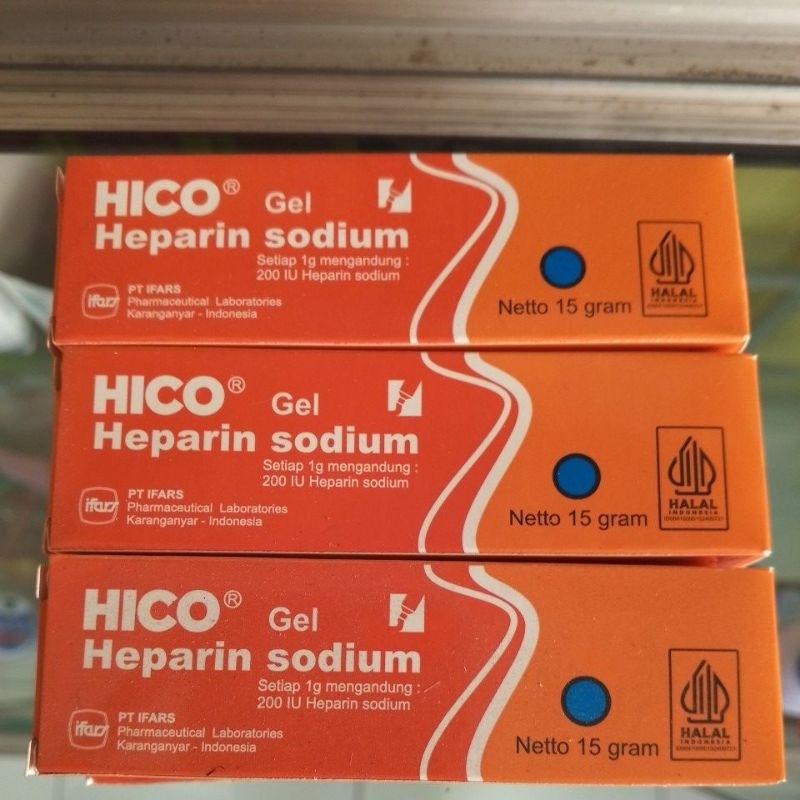 HICO® Gel
Heparin sodium
Setiap 1g mengandung :
200 IU Heparin sodium
ifars
PT IFARS
Pharmaceutical Laboratories
Karanganyar - Indonesia
Netto 15 gram
HALAL
INDONESIA
HICO® Gel
Heparin sodium
Setiap 1g mengandung :
200 IU Heparin sodium
ifars
PT IFARS
Pharmaceutical Laboratories
Karanganyar - Indonesia
Netto 15 gram
HALAL
INDONESIA
HICO® Gel
Heparin sodium
Setiap 1g mengandung :
200 IU Heparin sodium
ifars
PT IFARS
Pharmaceutical Laboratories
Karanganyar - Indonesia
Netto 15 gram
HALAL
INDONESIA